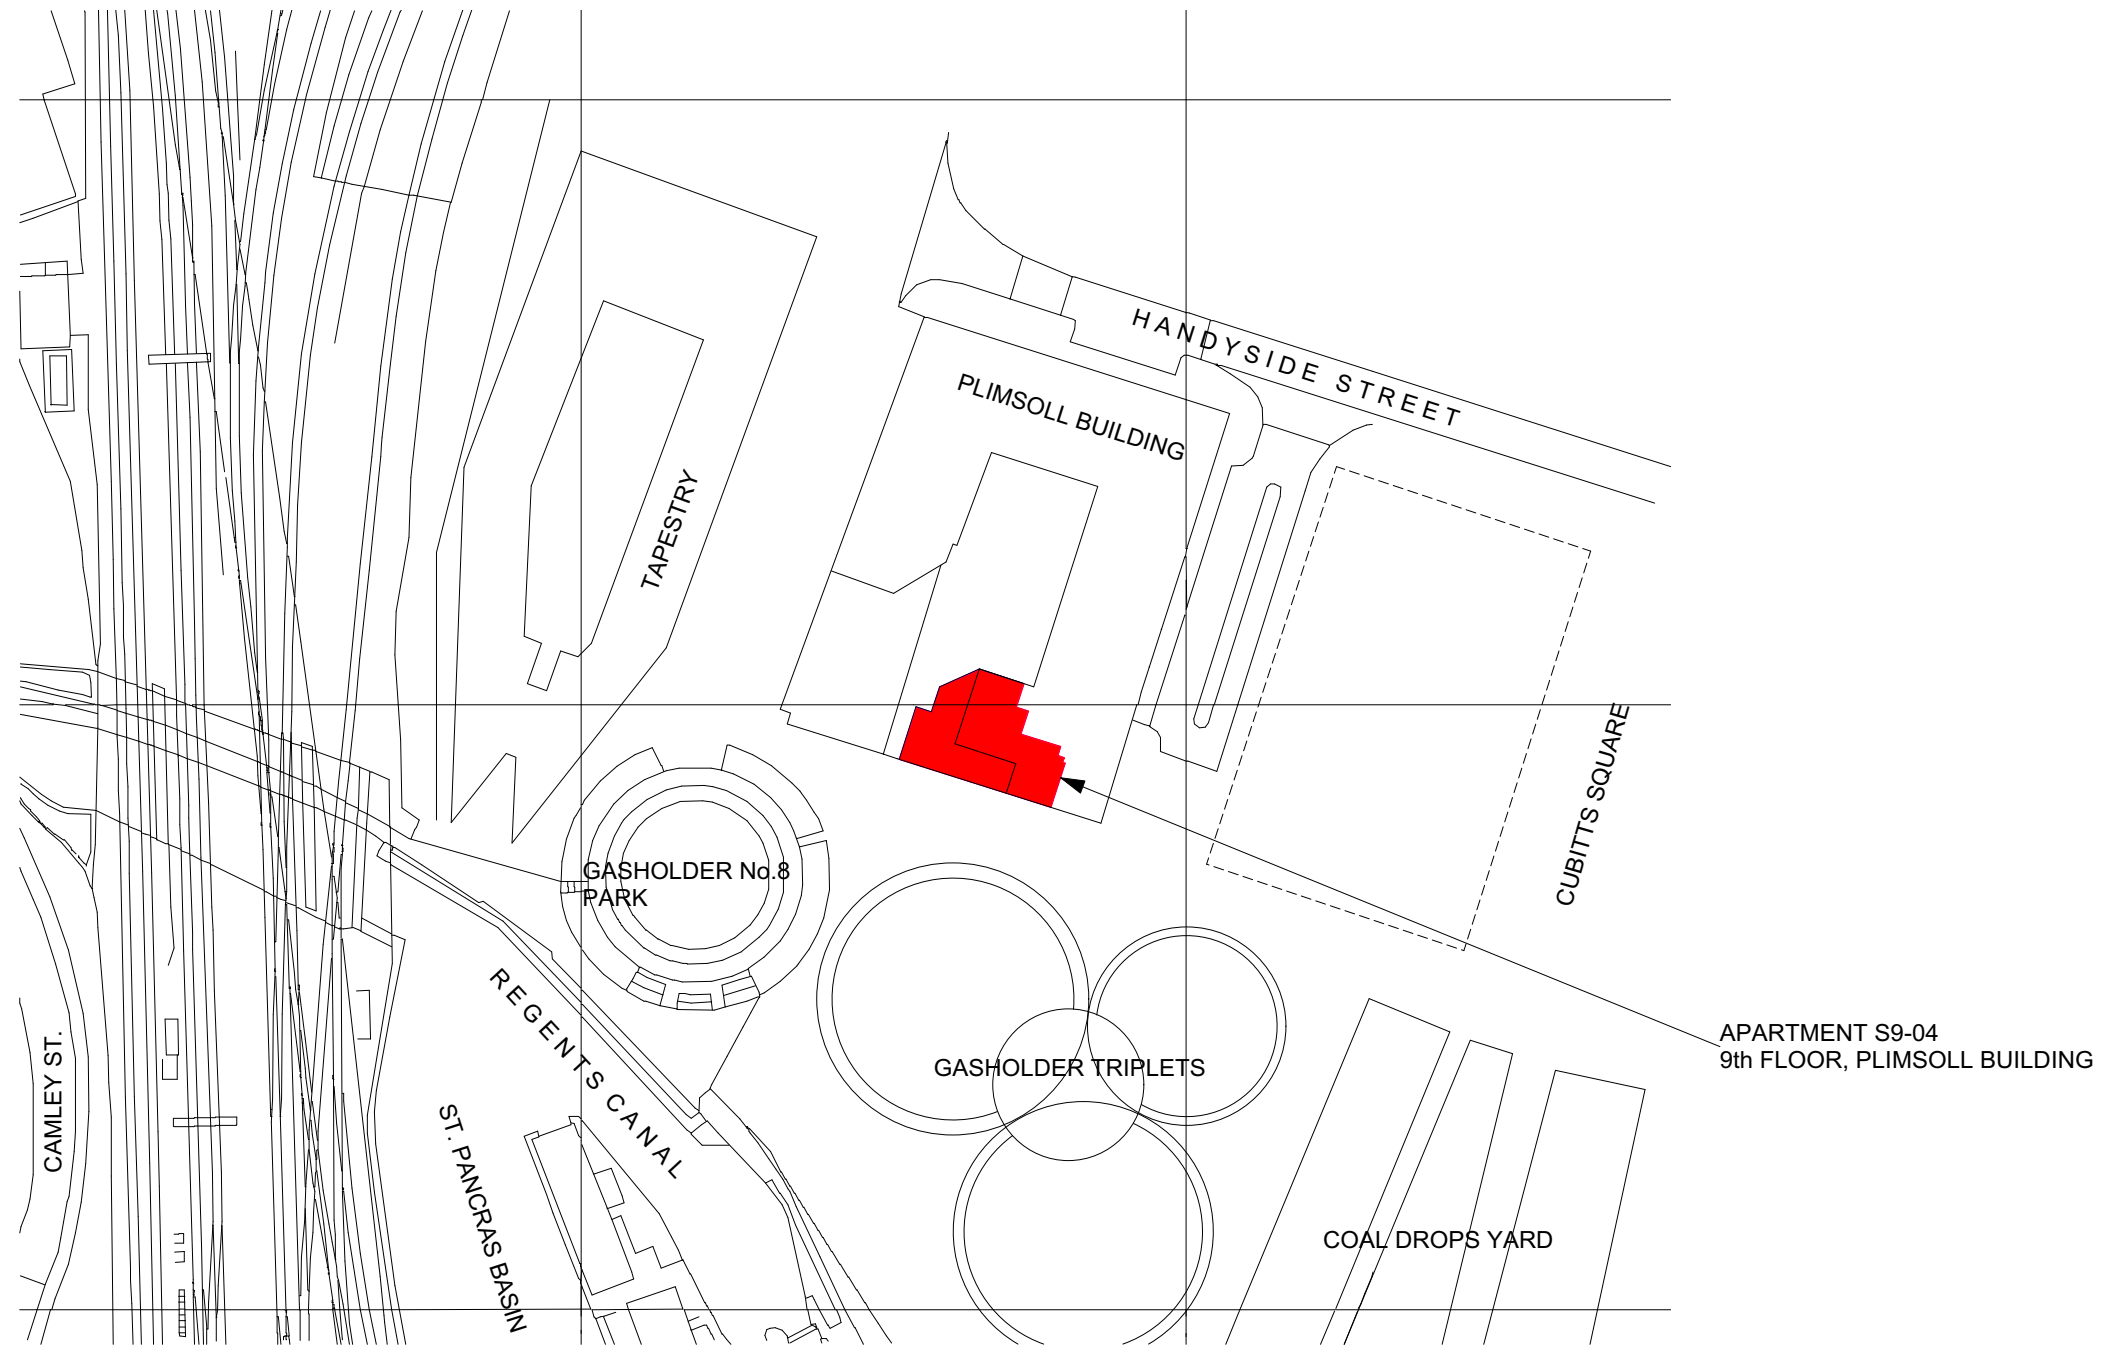 HANDYSIDE STREET
PLIMSOLL BUILDING
TAPESTRY
CUBITTS SQUARE
GASHOLDER No.8
PARK
REGENTS CANAL
GASHOLDER TRIPLETS
APARTMENT S9-04
9th FLOOR, PLIMSOLL BUILDING
CAMLEY ST.
ST. PANCRAS BASIN
COAL DROPS YARD